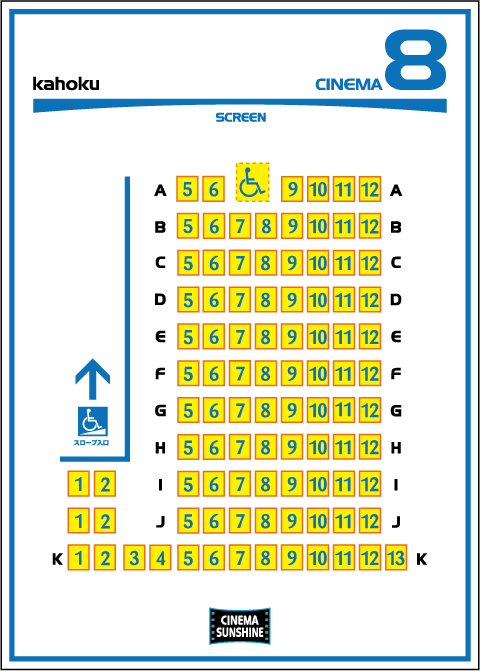 8
kahoku CINEMA
SCREEN
A 5 6 9 10 11 12 A
B 5 6 7 8 9 10 11 12 B
C 5 6 7 8 9 10 11 12 C
D 5 6 7 8 9 10 11 12 D
E 5 6 7 8 9 10 11 12 E
F 5 6 7 8 9 10 11 12 F
G 5 6 7 8 9 10 11 12 G
スロープ入口
H 5 6 7 8 9 10 11 12 H
1 2 I 5 6 7 8 9 10 11 12 I
1 2 J 5 6 7 8 9 10 11 12 J
K 1 2 3 4 5 6 7 8 9 10 11 12 13 K
CINEMA
SUNSHINE